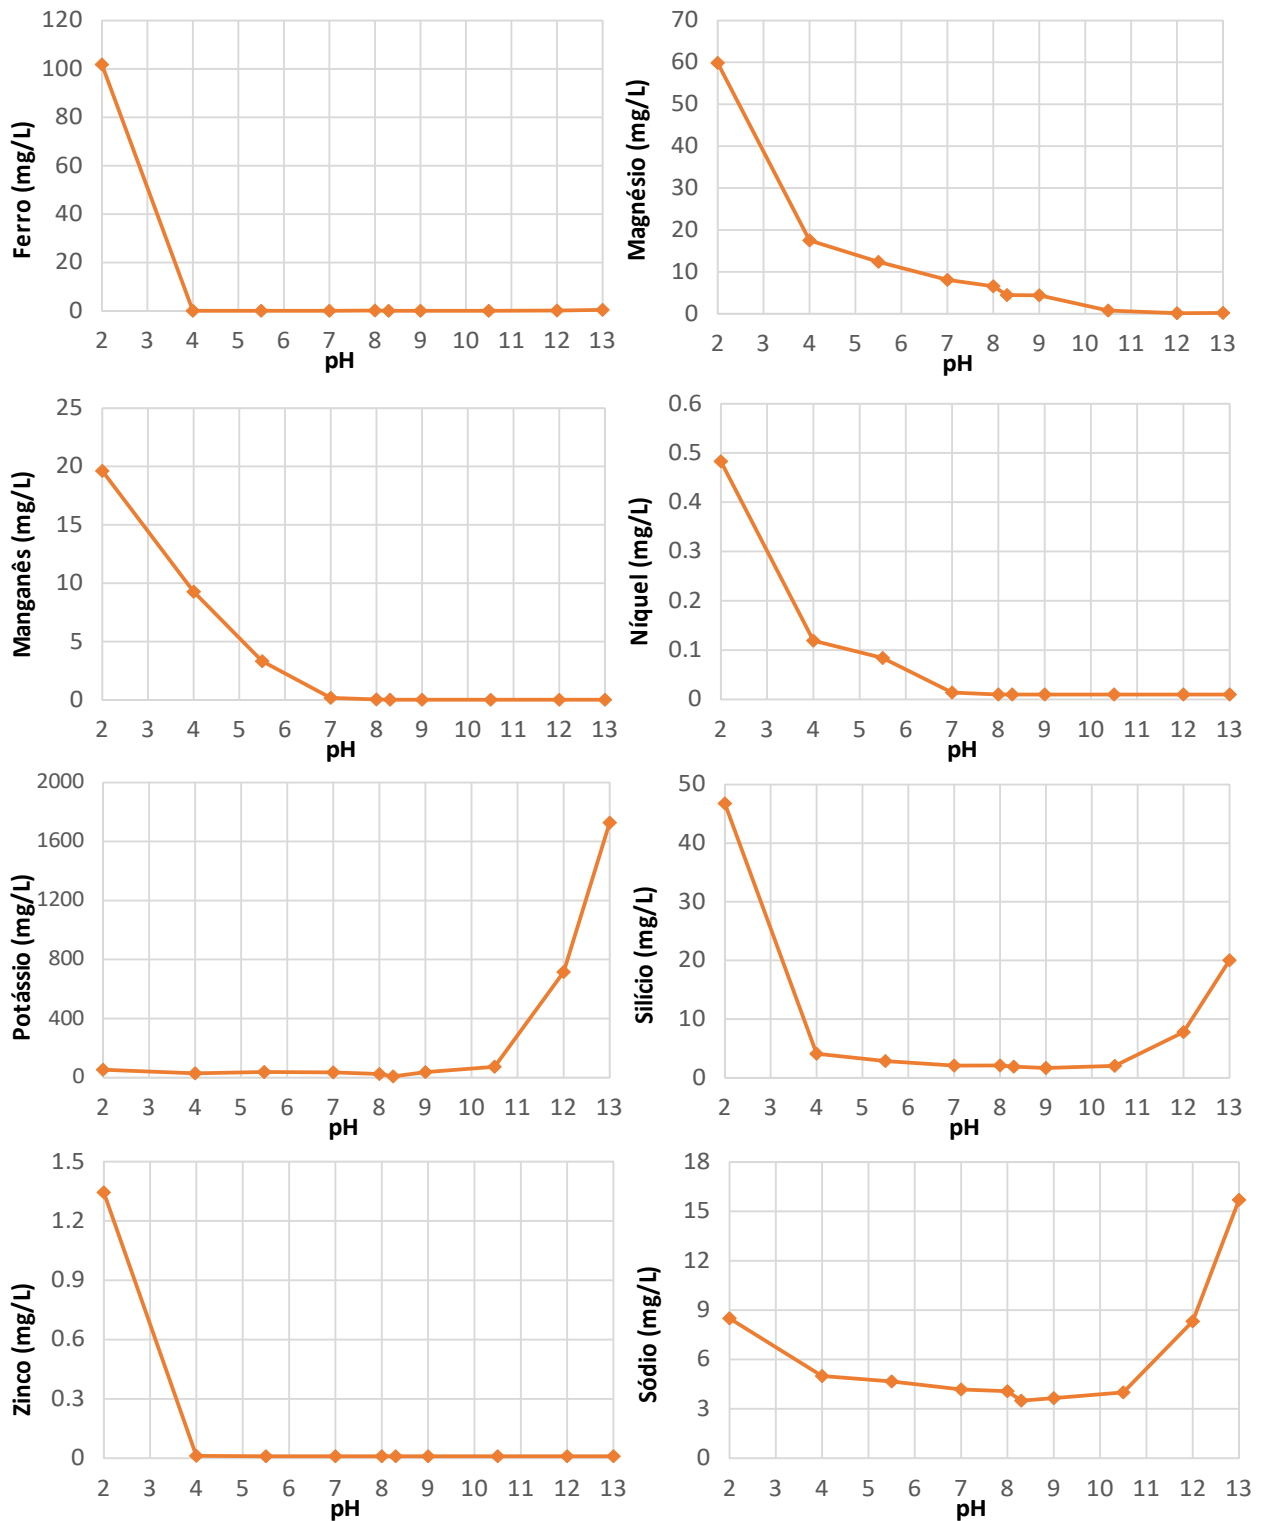 Ferro (mg/L)
120
100
80
60
40
20
0
2 3 4 5 6 7 8 9 10 11 12 13
pH
Magnésio (mg/L)
70
60
50
40
30
20
10
0
2 3 4 5 6 7 8 9 10 11 12 13
pH
Manganês (mg/L)
25
20
15
10
5
0
2 3 4 5 6 7 8 9 10 11 12 13
pH
Níquel (mg/L)
0.6
0.5
0.4
0.3
0.2
0.1
0
2 3 4 5 6 7 8 9 10 11 12 13
pH
Potássio (mg/L)
2000
1600
1200
800
400
0
2 3 4 5 6 7 8 9 10 11 12 13
pH
Silício (mg/L)
50
40
30
20
10
0
2 3 4 5 6 7 8 9 10 11 12 13
pH
Zinco (mg/L)
1.5
1.2
0.9
0.6
0.3
0
2 3 4 5 6 7 8 9 10 11 12 13
pH
Sódio (mg/L)
18
15
12
9
6
3
0
2 3 4 5 6 7 8 9 10 11 12 13
pH